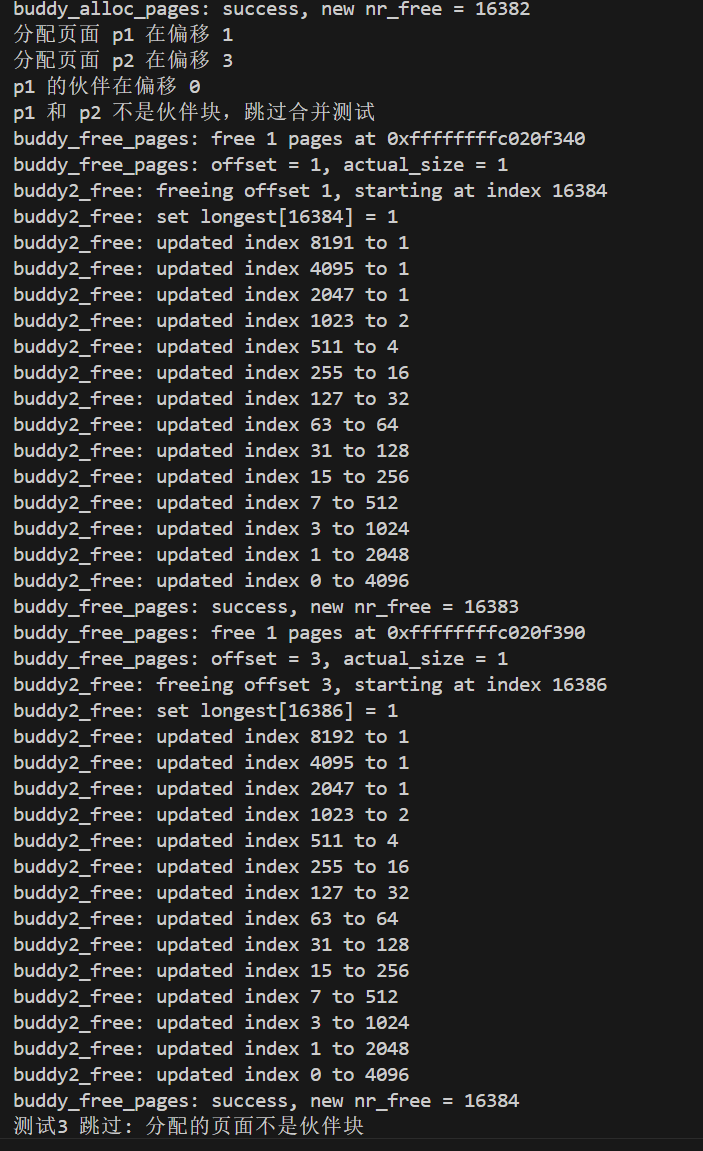 buddy_alloc_pages: success, new nr_free = 16382
分配页面 p1 在偏移 1
分配页面 p2 在偏移 3
p1 的伙伴在偏移 0
p1 和 p2 不是伙伴块，跳过合并测试
buddy_free_pages: free 1 pages at 0xffffffffc020f340
buddy_free_pages: offset = 1, actual_size = 1
buddy2_free: freeing offset 1, starting at index 16384
buddy2_free: set longest[16384] = 1
buddy2_free: updated index 8191 to 1
buddy2_free: updated index 4095 to 1
buddy2_free: updated index 2047 to 1
buddy2_free: updated index 1023 to 2
buddy2_free: updated index 511 to 4
buddy2_free: updated index 255 to 16
buddy2_free: updated index 127 to 32
buddy2_free: updated index 63 to 64
buddy2_free: updated index 31 to 128
buddy2_free: updated index 15 to 256
buddy2_free: updated index 7 to 512
buddy2_free: updated index 3 to 1024
buddy2_free: updated index 1 to 2048
buddy2_free: updated index 0 to 4096
buddy_free_pages: success, new nr_free = 16383
buddy_free_pages: free 1 pages at 0xffffffffc020f390
buddy_free_pages: offset = 3, actual_size = 1
buddy2_free: freeing offset 3, starting at index 16386
buddy2_free: set longest[16386] = 1
buddy2_free: updated index 8192 to 1
buddy2_free: updated index 4095 to 1
buddy2_free: updated index 2047 to 1
buddy2_free: updated index 1023 to 2
buddy2_free: updated index 511 to 4
buddy2_free: updated index 255 to 16
buddy2_free: updated index 127 to 32
buddy2_free: updated index 63 to 64
buddy2_free: updated index 31 to 128
buddy2_free: updated index 15 to 256
buddy2_free: updated index 7 to 512
buddy2_free: updated index 3 to 1024
buddy2_free: updated index 1 to 2048
buddy2_free: updated index 0 to 4096
buddy_free_pages: success, new nr_free = 16384
测试3 跳过: 分配的页面不是伙伴块